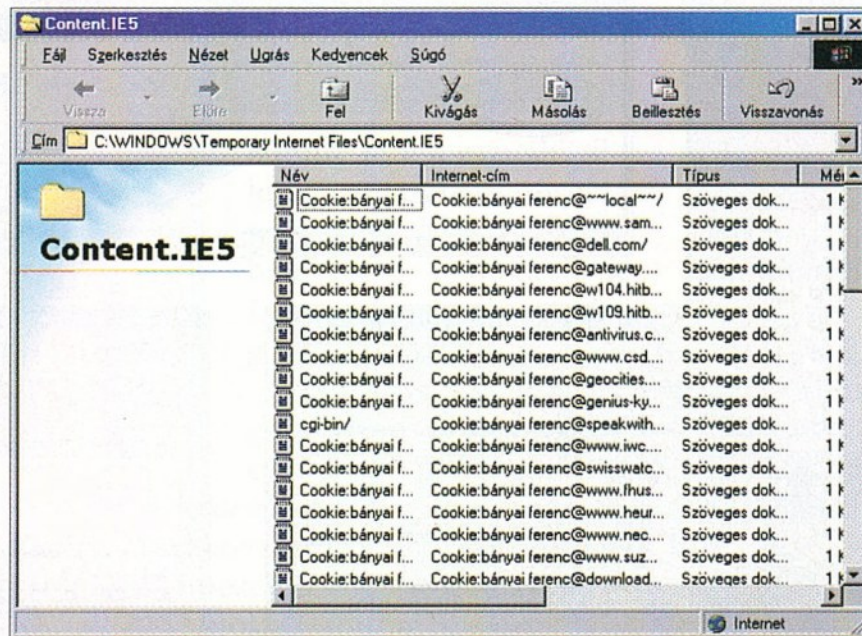 Content.IE5
Fájl Szerkesztés Nézet Ugrás Kedvencek Súgó
Vissza Előre Fel Kivágás Másolás Beillesztés Visszavonás »
Cím C:\WINDOWS\Temporary Internet Files\Content.IE5
Content.IE5
Név Internet-cím Típus Mér
Cookie:bányai f... Cookie:bányai ferenc@~~local~~/ Szöveges dok... 1 K
Cookie:bányai f... Cookie:bányai ferenc@www.sam... Szöveges dok... 1 K
Cookie:bányai f... Cookie:bányai ferenc@dell.com/ Szöveges dok... 1 K
Cookie:bányai f... Cookie:bányai ferenc@gateway.... Szöveges dok... 1 K
Cookie:bányai f... Cookie:bányai ferenc@w104.hitb... Szöveges dok... 1 K
Cookie:bányai f... Cookie:bányai ferenc@w109.hitb... Szöveges dok... 1 K
Cookie:bányai f... Cookie:bányai ferenc@antivirus.c... Szöveges dok... 1 K
Cookie:bányai f... Cookie:bányai ferenc@www.csd.... Szöveges dok... 1 K
Cookie:bányai f... Cookie:bányai ferenc@geocities.... Szöveges dok... 1 K
Cookie:bányai f... Cookie:bányai ferenc@genius-ky... Szöveges dok... 1 K
cgi-bin/ Cookie:bányai ferenc@speakwith... Szöveges dok... 1 K
Cookie:bányai f... Cookie:bányai ferenc@www.iwc.... Szöveges dok... 1 K
Cookie:bányai f... Cookie:bányai ferenc@swisswatc... Szöveges dok... 1 K
Cookie:bányai f... Cookie:bányai ferenc@www.fhus... Szöveges dok... 1 K
Cookie:bányai f... Cookie:bányai ferenc@www.heur... Szöveges dok... 1 K
Cookie:bányai f... Cookie:bányai ferenc@www.nec.... Szöveges dok... 1 K
Cookie:bányai f... Cookie:bányai ferenc@www.suz... Szöveges dok... 1 K
Cookie:bányai f... Cookie:bányai ferenc@download... Szöveges dok... 1 K
Internet